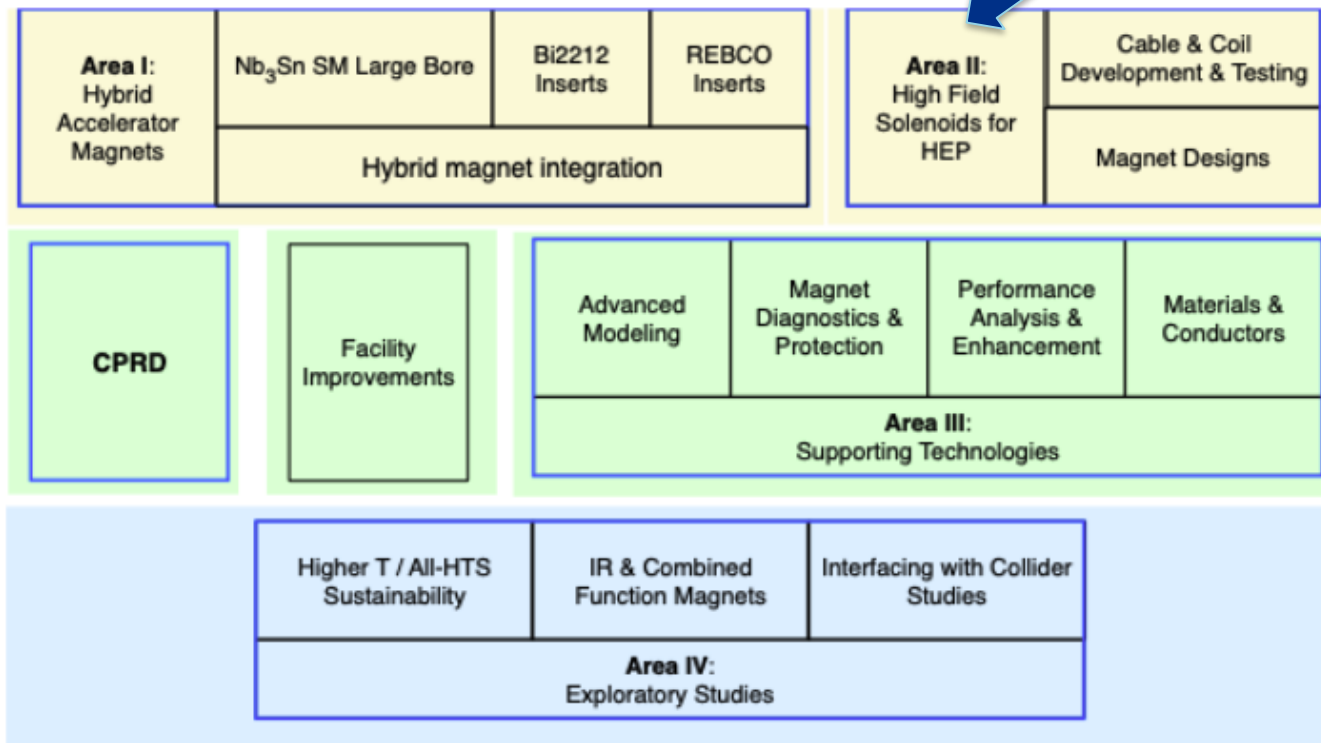 Area I:
Hybrid
Accelerator
Magnets
Nb₃Sn SM Large Bore
Bi2212
Inserts
REBCO
Inserts
Hybrid magnet integration
Area II:
High Field
Solenoids for
HEP
Cable & Coil
Development & Testing
Magnet Designs
CPRD
Facility
Improvements
Advanced
Modeling
Magnet
Diagnostics &
Protection
Performance
Analysis &
Enhancement
Materials &
Conductors
Area III:
Supporting Technologies
Higher T / All-HTS
Sustainability
IR & Combined
Function Magnets
Interfacing with Collider
Studies
Area IV:
Exploratory Studies